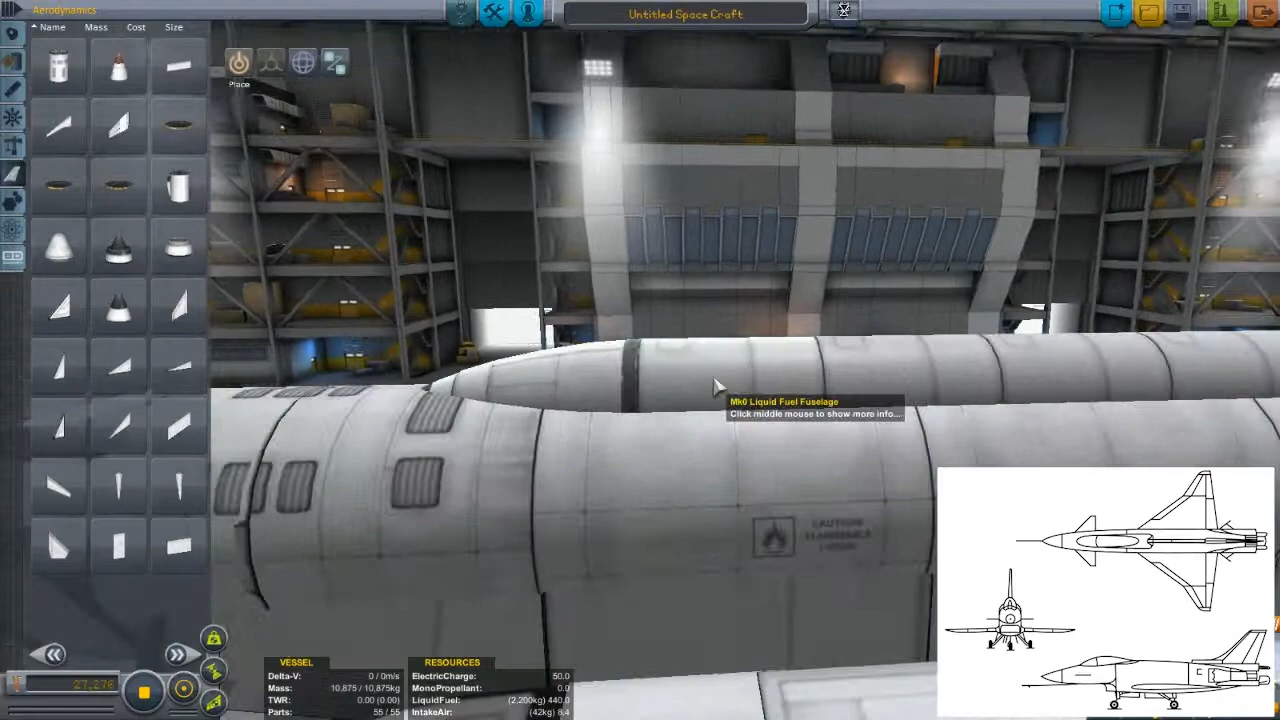 Aerodynamics
Untitled Space Craft
Name Mass Cost Size
Place
Mk0 Liquid Fuel Fuselage
Click middle mouse to show more info...
CAUTION
VESSEL
Delta-V: 0 / 0m/s
Mass: 10,875 / 10,875kg
TWR: 0.00 (0.00)
Parts: 55 / 55
RESOURCES
ElectricCharge: 50.0
MonoPropellant: 0.0
LiquidFuel: (2,200kg) 440.0
IntakeAir: (42kg) 8.4